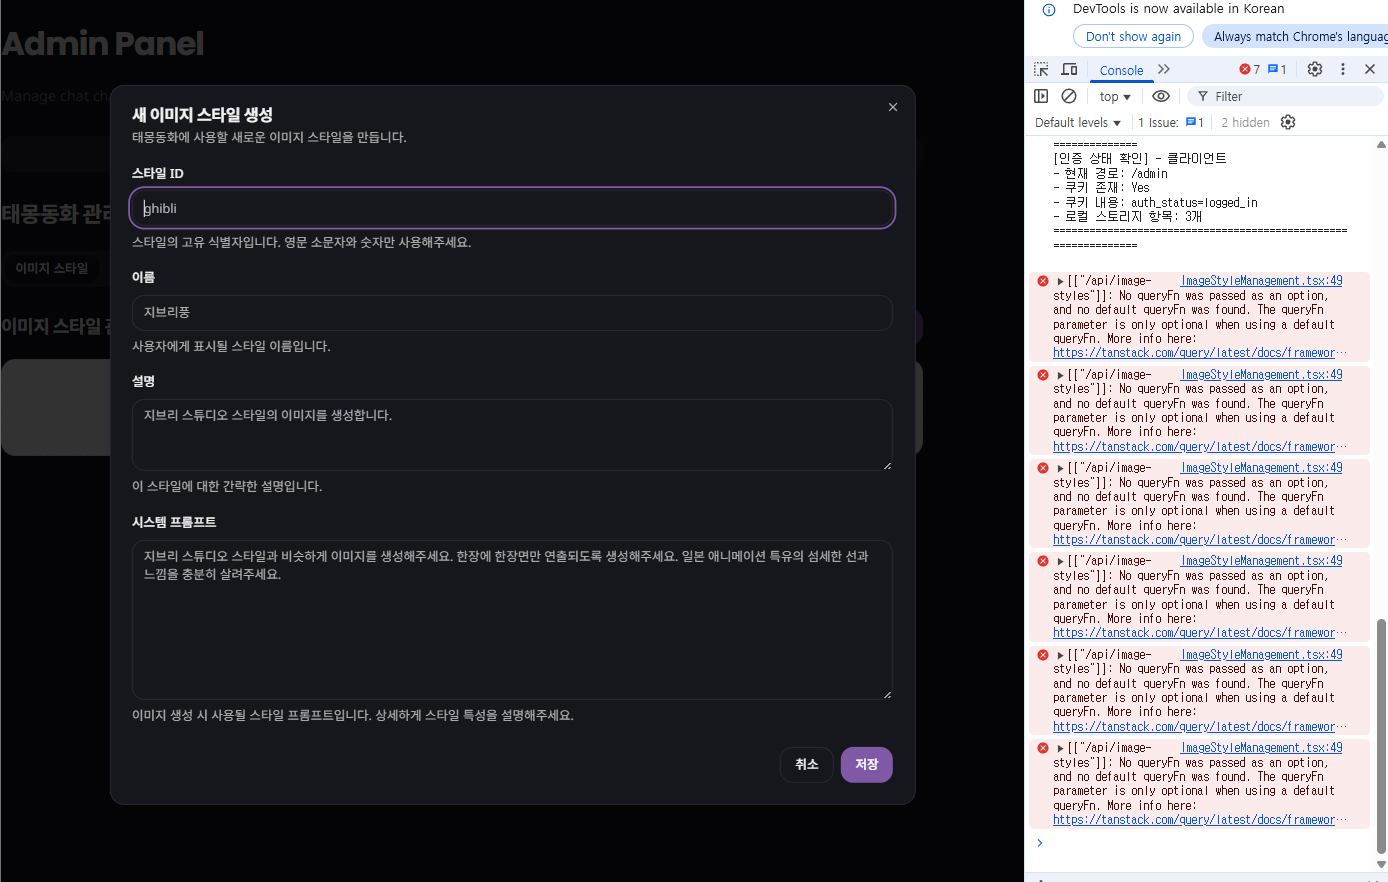 Admin Panel
Manage chat ch
태몽동화 관리
이미지 스타일
이미지 스타일 관
새 이미지 스타일 생성
태몽동화에 사용할 새로운 이미지 스타일을 만듭니다.
스타일 ID
ghibli
스타일의 고유 식별자입니다. 영문 소문자와 숫자만 사용해주세요.
이름
지브리풍
사용자에게 표시될 스타일 이름입니다.
설명
지브리 스튜디오 스타일의 이미지를 생성합니다.
이 스타일에 대한 간략한 설명입니다.
시스템 프롬프트
지브리 스튜디오 스타일과 비슷하게 이미지를 생성해주세요. 한장에 한장면만 연출되도록 생성해주세요. 일본 애니메이션 특유의 섬세한 선과
느낌을 충분히 살려주세요.
이미지 생성 시 사용될 스타일 프롬프트입니다. 상세하게 스타일 특성을 설명해주세요.
취소
저장
DevTools is now available in Korean
Don't show again
Always match Chrome's languag
Console
7
1
top
Filter
Default levels
1 Issue:
1
2 hidden
==============
[인증 상태 확인] - 클라이언트
- 현재 경로: /admin
- 쿠키 존재: Yes
- 쿠키 내용: auth_status=logged_in
- 로컬 스토리지 항목: 3개
=================================================
==============
[["/api/image- ImageStyleManagement.tsx:49
styles"]]: No queryFn was passed as an option,
and no default queryFn was found. The queryFn
parameter is only optional when using a default
queryFn. More info here:
https://tanstack.com/query/latest/docs/framewor…
[["/api/image- ImageStyleManagement.tsx:49
styles"]]: No queryFn was passed as an option,
and no default queryFn was found. The queryFn
parameter is only optional when using a default
queryFn. More info here:
https://tanstack.com/query/latest/docs/framewor…
[["/api/image- ImageStyleManagement.tsx:49
styles"]]: No queryFn was passed as an option,
and no default queryFn was found. The queryFn
parameter is only optional when using a default
queryFn. More info here:
https://tanstack.com/query/latest/docs/framewor…
[["/api/image- ImageStyleManagement.tsx:49
styles"]]: No queryFn was passed as an option,
and no default queryFn was found. The queryFn
parameter is only optional when using a default
queryFn. More info here:
https://tanstack.com/query/latest/docs/framewor…
[["/api/image- ImageStyleManagement.tsx:49
styles"]]: No queryFn was passed as an option,
and no default queryFn was found. The queryFn
parameter is only optional when using a default
queryFn. More info here:
https://tanstack.com/query/latest/docs/framewor…
[["/api/image- ImageStyleManagement.tsx:49
styles"]]: No queryFn was passed as an option,
and no default queryFn was found. The queryFn
parameter is only optional when using a default
queryFn. More info here:
https://tanstack.com/query/latest/docs/framewor…